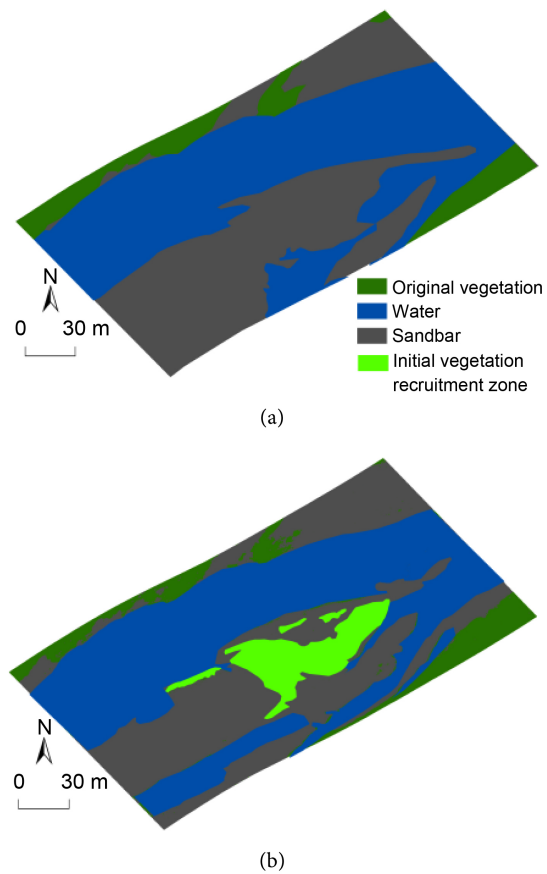 N
0 30 m
Original vegetation
Water
Sandbar
Initial vegetation
recruitment zone
(a)
N
0 30 m
(b)